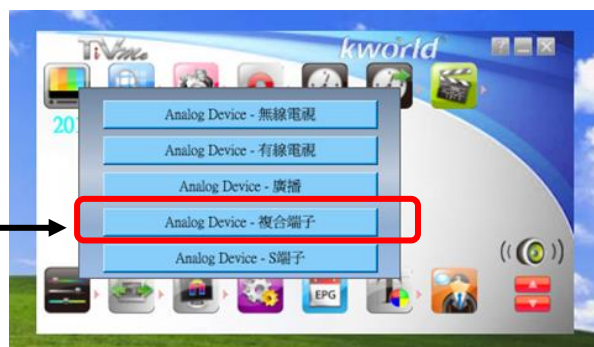 TiVme
kworld
201
Analog Device - 無線電視
Analog Device - 有線電視
Analog Device - 廣播
Analog Device - 複合端子
Analog Device - S端子
EPG